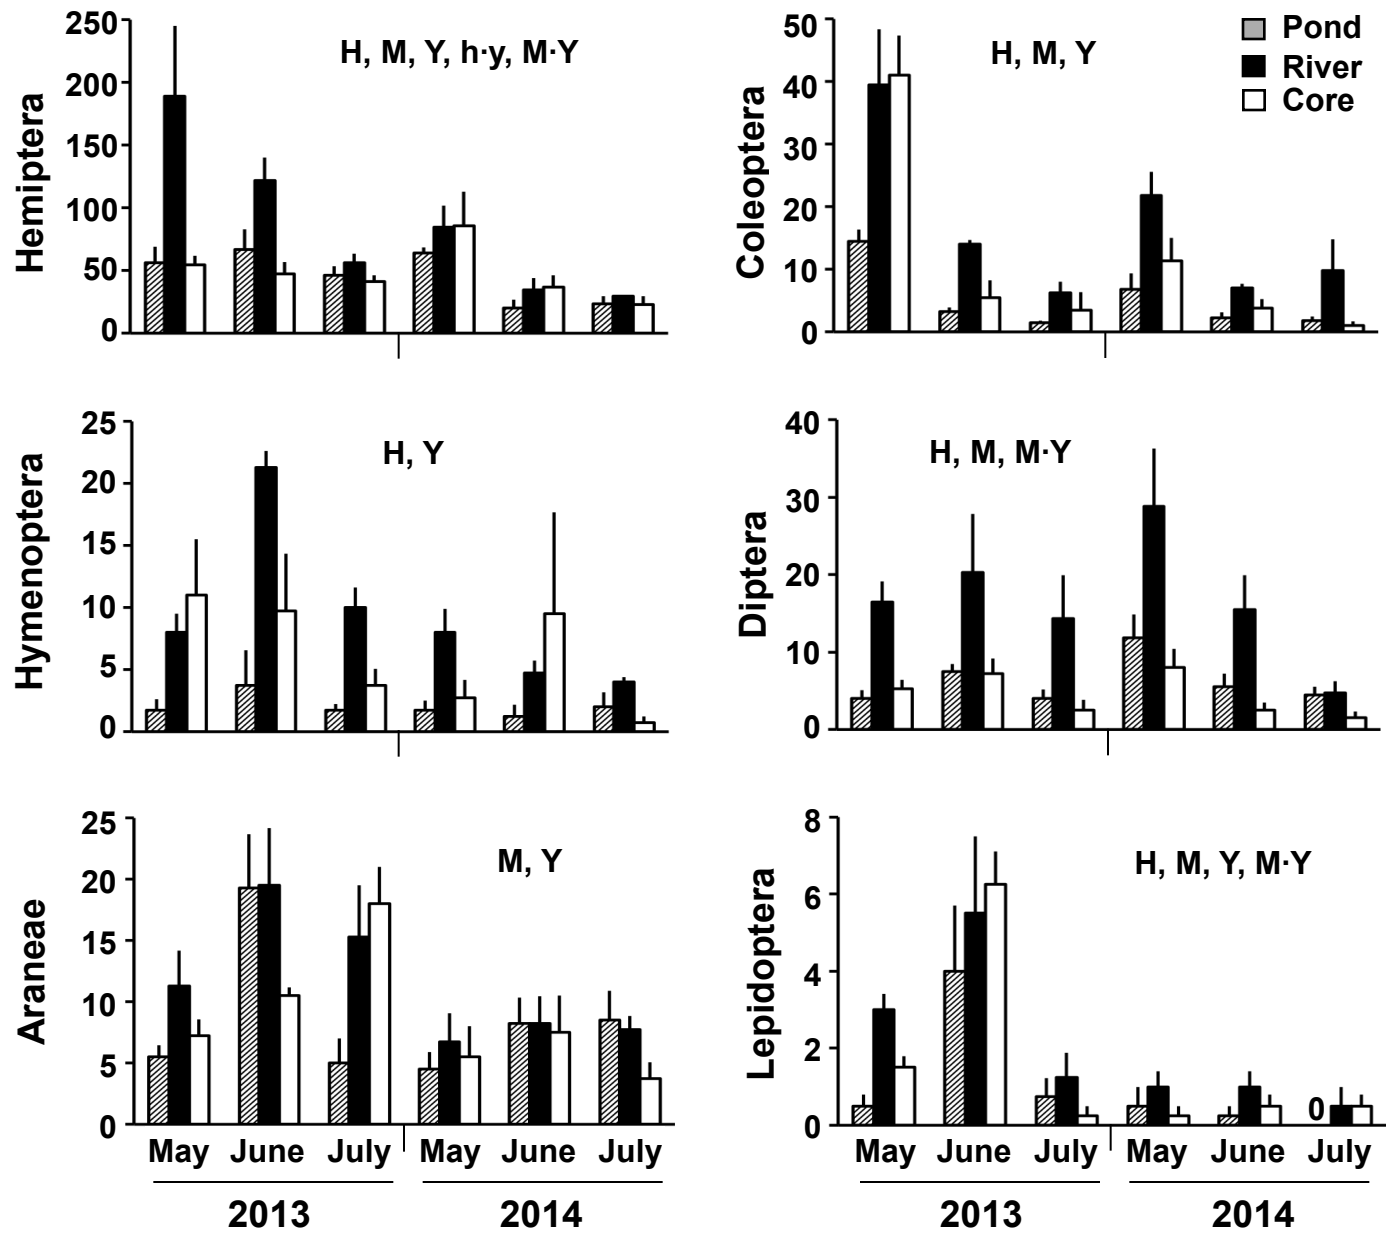 Hemiptera
250
200
150
100
50
0
H, M, Y, h·y, M·Y
Coleoptera
50
40
30
20
10
0
H, M, Y
Pond
River
Core
Hymenoptera
25
20
15
10
5
0
H, Y
Diptera
40
30
20
10
0
H, M, M·Y
Araneae
25
20
15
10
5
0
M, Y
May June July May June July
2013 2014
Lepidoptera
8
6
4
2
0
H, M, Y, M·Y
0
May June July May June July
2013 2014